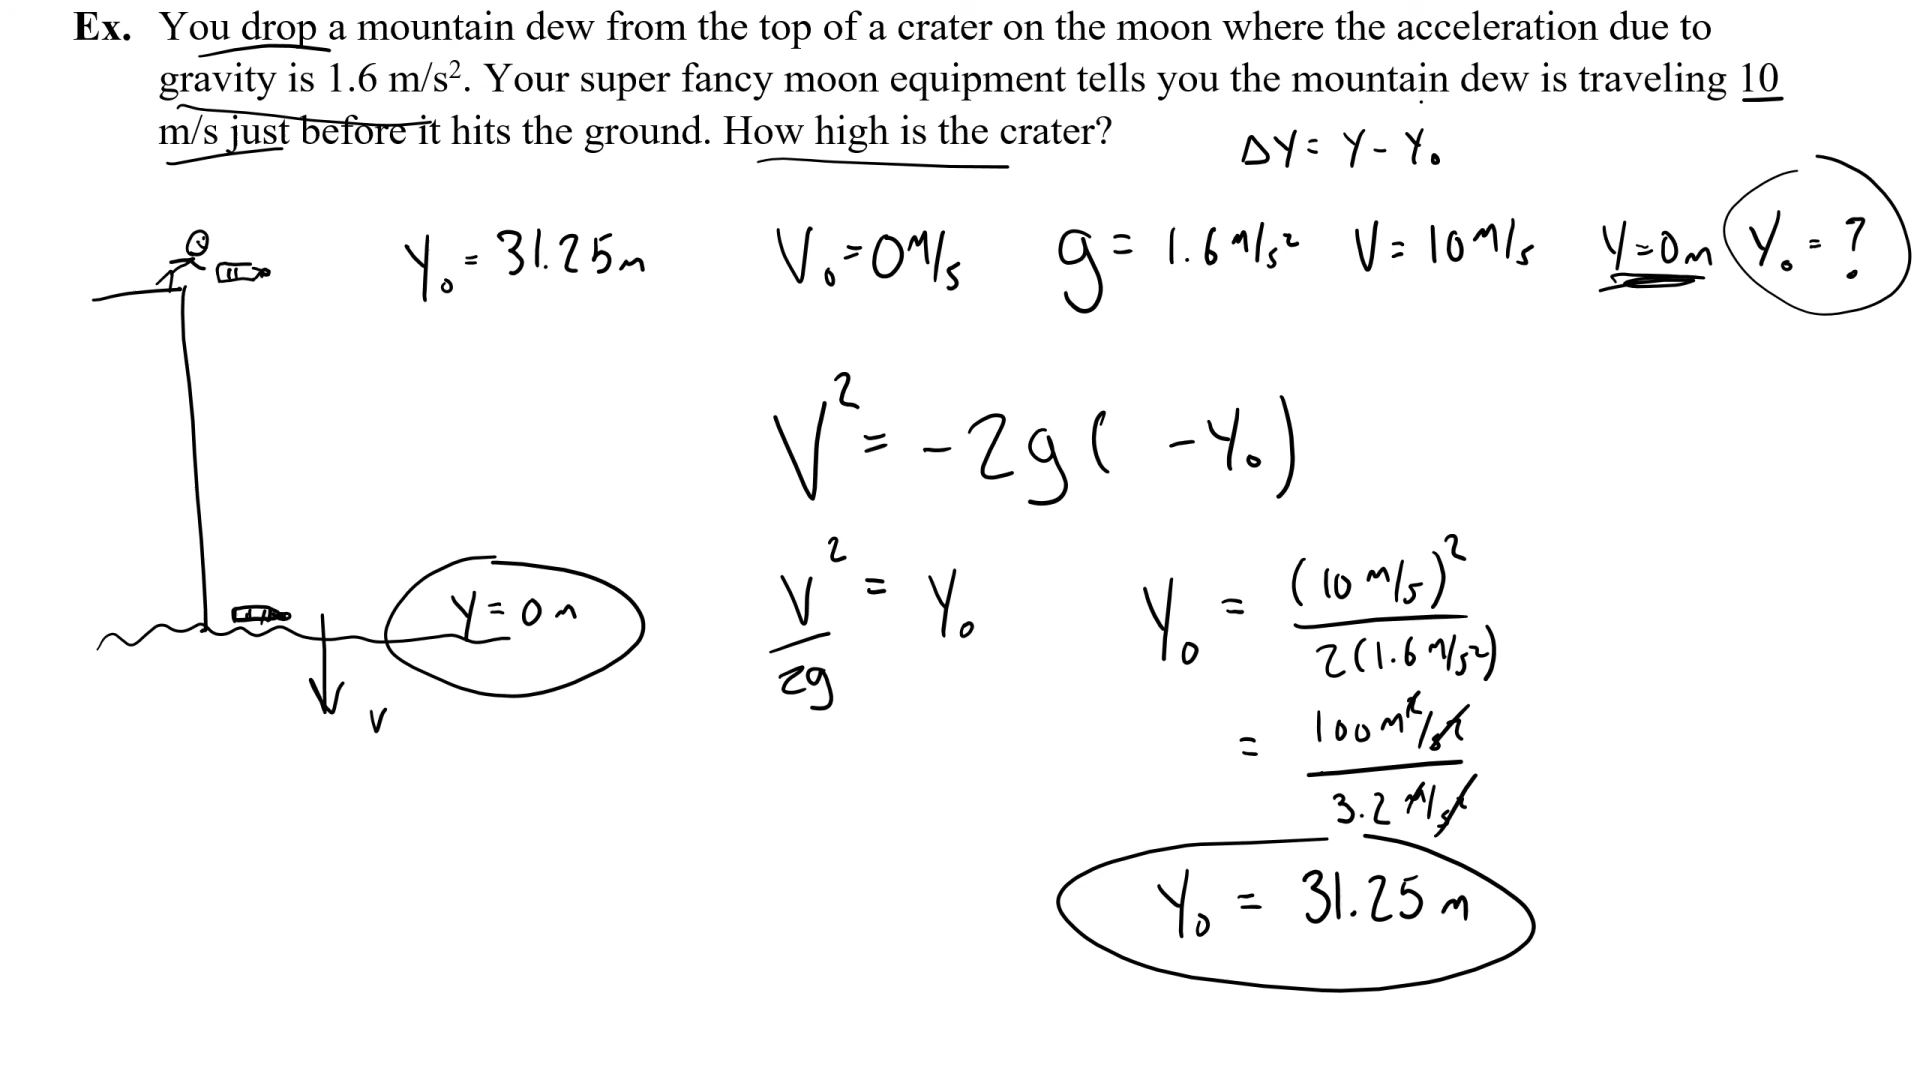 Ex. You drop a mountain dew from the top of a crater on the moon where the acceleration due to
gravity is 1.6 m/s². Your super fancy moon equipment tells you the mountain dew is traveling 10
m/s just before it hits the ground. How high is the crater?
ΔY = Y - Y₀
Y₀ = 31.25 m
V₀ = 0 m/s
g = 1.6 m/s²
V = 10 m/s
Y = 0 m
Y₀ = ?
V² = -2g( -Y₀)
V²/2g = Y₀
Y₀ = (10 m/s)²/2(1.6 m/s²)
= 100 m²/s²/3.2 m/s²
Y₀ = 31.25 m
Y = 0 m
V